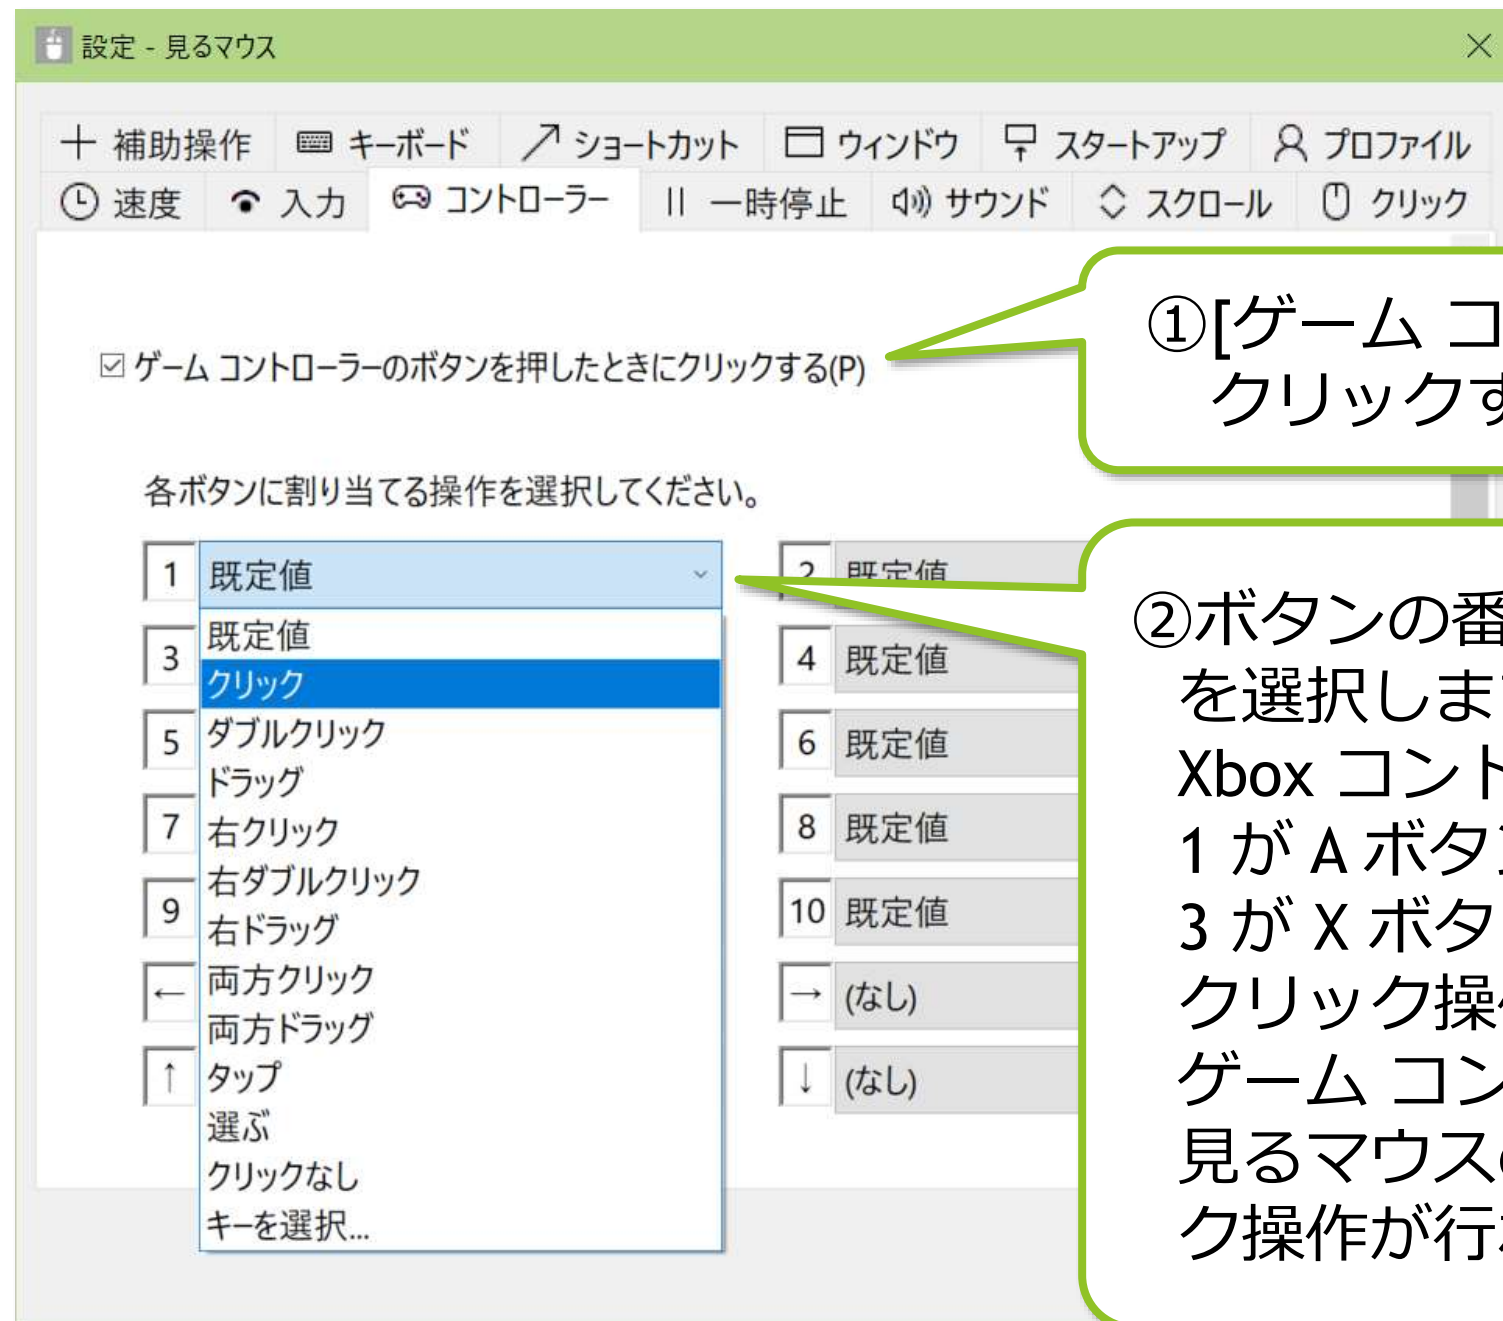 設定 - 見るマウス
補助操作 キーボード ショートカット ウィンドウ スタートアップ プロファイル
速度 入力 コントローラー 一時停止 サウンド スクロール クリック
ゲーム コントローラーのボタンを押したときにクリックする(P)
①[ゲーム コ
クリックす
各ボタンに割り当てる操作を選択してください。
1 既定値
2 既定値
3
4 既定値
5
6 既定値
7
8 既定値
9
10 既定値
←
→ (なし)
↑
↓ (なし)
既定値
クリック
ダブルクリック
ドラッグ
右クリック
右ダブルクリック
右ドラッグ
両方クリック
両方ドラッグ
タップ
選ぶ
クリックなし
キーを選択...
②ボタンの番
を選択しま
Xbox コント
1 が A ボタ
3 が X ボタ
クリック操
ゲーム コン
見るマウス
ク操作が行